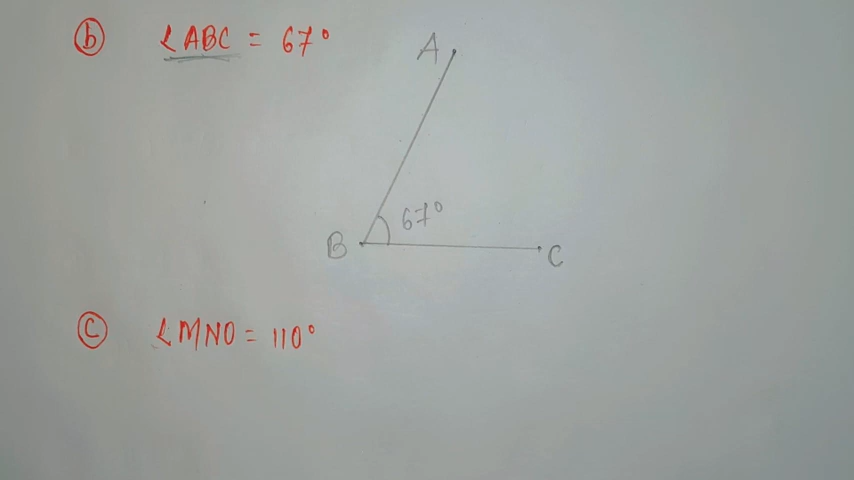 ⓑ ∠ABC = 67°
A
67°
B
C
ⓒ ∠MNO = 110°